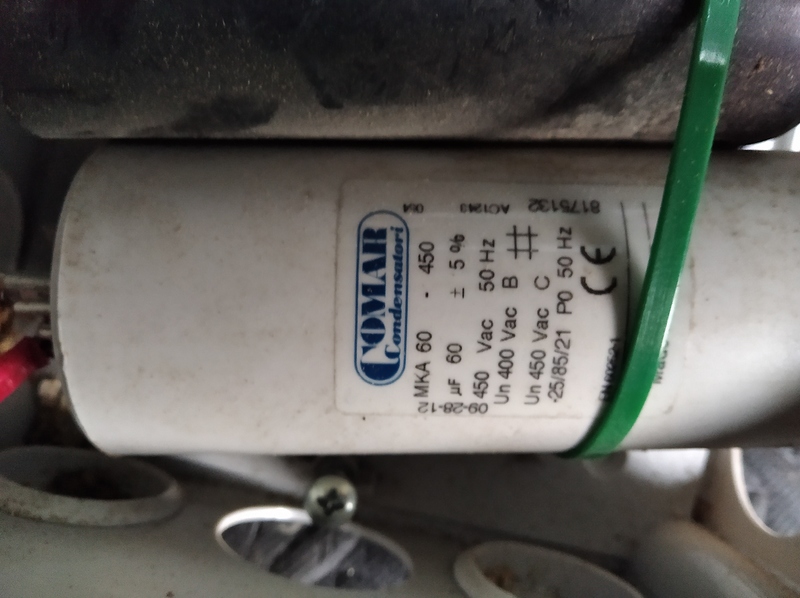 COMAR
Condensatori
MKA 60 - 450
µF 60 ± 5 %
450 Vac 50 Hz
Un 400 Vac B
Un 450 Vac C
-25/85/21 P0 50 Hz
CE
8175132
AC1243